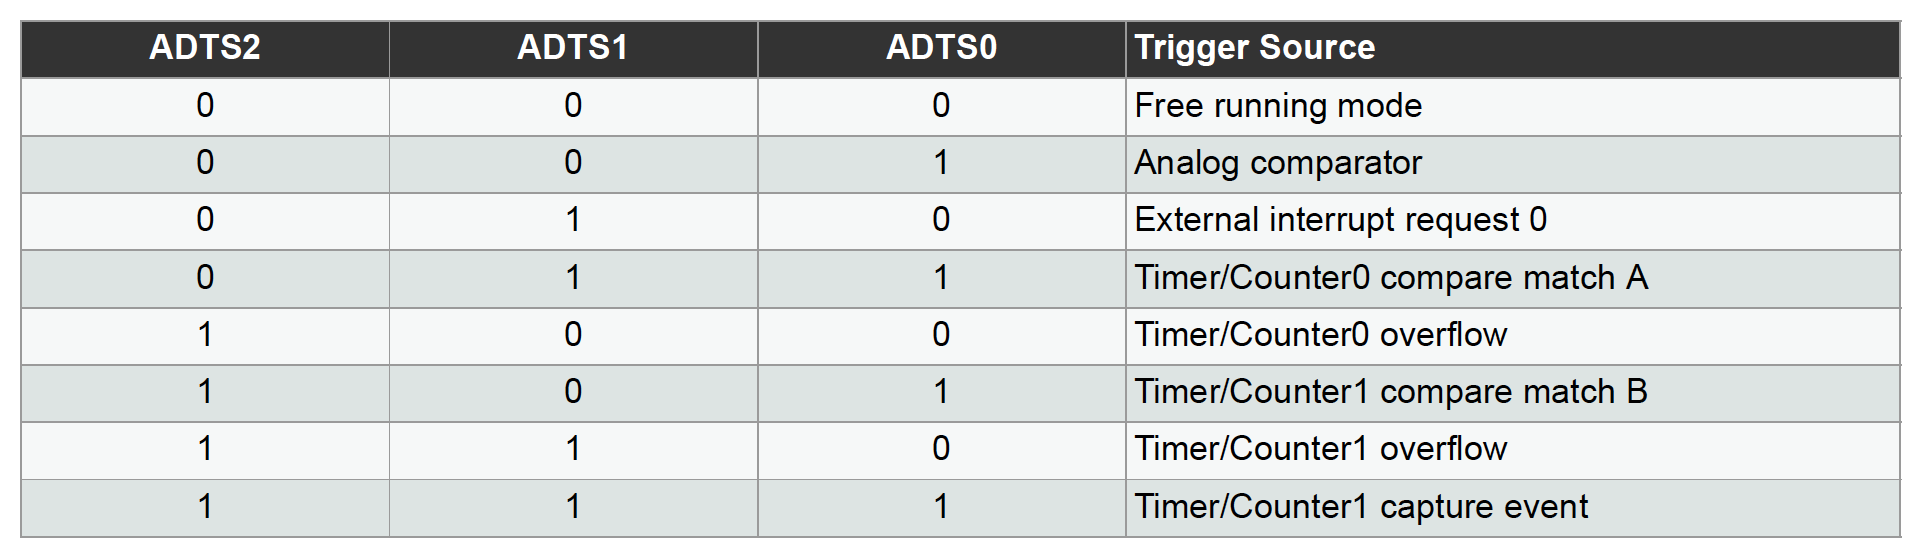 ADTS2 ADTS1 ADTS0 Trigger Source
0 0 0 Free running mode
0 0 1 Analog comparator
0 1 0 External interrupt request 0
0 1 1 Timer/Counter0 compare match A
1 0 0 Timer/Counter0 overflow
1 0 1 Timer/Counter1 compare match B
1 1 0 Timer/Counter1 overflow
1 1 1 Timer/Counter1 capture event